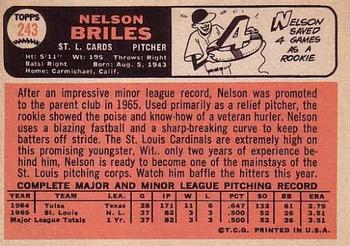 TOPPS
243
NELSON
BRILES
ST. L. CARDS PITCHER
Ht: 5'11" Wt: 195 Throws: Right
Bats: Right Born: Aug. 5, 1943
Home: Carmichael, Calif.
NELSON
SAVED
4
GAMES
AS A
ROOKIE
After an impressive minor league record, Nelson was promoted
to the parent club in 1965. Used primarily as a relief pitcher, the
rookie showed the poise and know-how of a veteran hurler. Nelson
uses a blazing fastball and a sharp-breaking curve to keep the
batters off stride. The St. Louis Cardinals are extremely high on
this promising youngster. Wit.. only two years of experience
behind him, Nelson is ready to become one of the mainstays of the
St. Louis pitching corps. Watch him baffle the hitters this year.
COMPLETE MAJOR AND MINOR LEAGUE PITCHING RECORD
YEAR TEAM LEA G IP W L PCT. R ER ERA
1964 Tulsa Texas 28 171 11 6
1965 St. Louis N.L. 37 82 3 3 .500 52 26 3.51
Major League Totals 1 Yr. 37 82 3 3 .500 52 26 3.51
©T.C.G. PRINTED IN U.S.A.